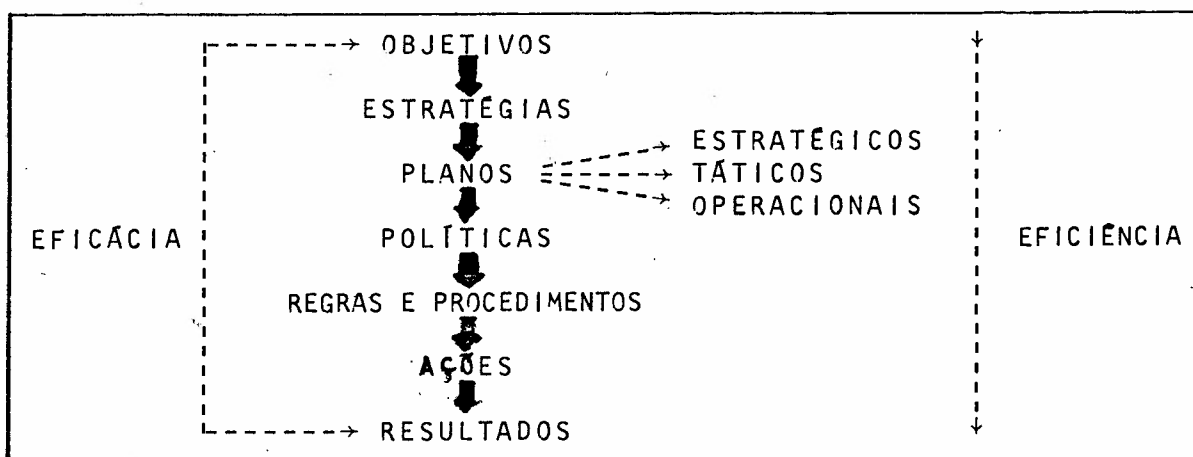 OBJETIVOS
ESTRATÉGIAS
ESTRATÉGICOS
PLANOS
TÁTICOS
OPERACIONAIS
EFICÁCIA
POLÍTICAS
EFICIÊNCIA
REGRAS E PROCEDIMENTOS
AÇÕES
RESULTADOS